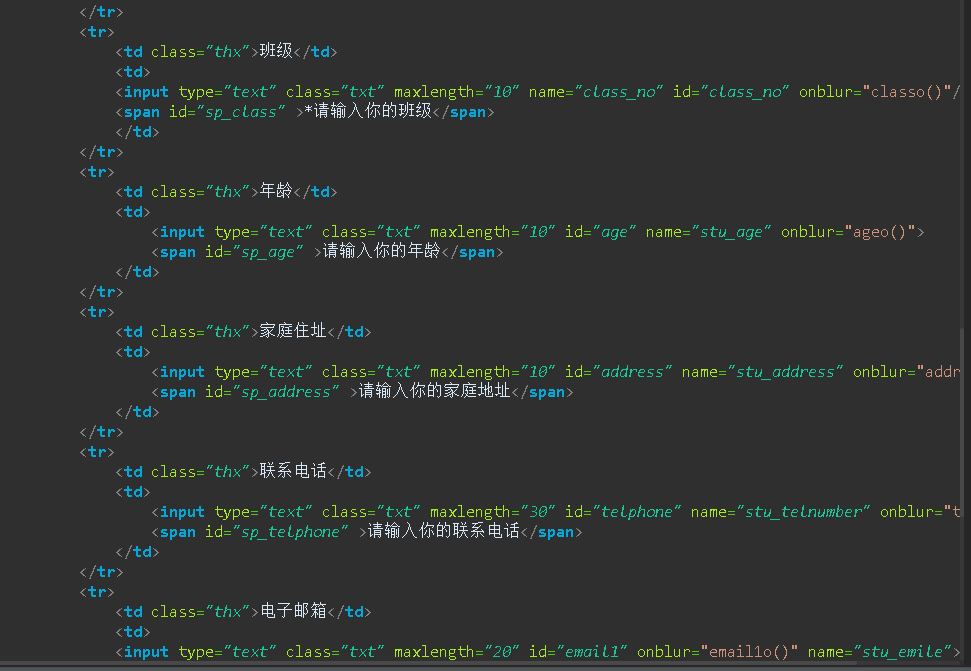 </tr>
<tr>
<td class="thx">班级</td>
<td>
<input type="text" class="txt" maxlength="10" name="class_no" id="class_no" onblur="classo()"/
<span id="sp_class" >*请输入你的班级</span>
</td>
</tr>
<tr>
<td class="thx">年龄</td>
<td>
<input type="text" class="txt" maxlength="10" id="age" name="stu_age" onblur="ageo()">
<span id="sp_age" >请输入你的年龄</span>
</td>
</tr>
<tr>
<td class="thx">家庭住址</td>
<td>
<input type="text" class="txt" maxlength="10" id="address" name="stu_address" onblur="addr
<span id="sp_address" >请输入你的家庭地址</span>
</td>
</tr>
<tr>
<td class="thx">联系电话</td>
<td>
<input type="text" class="txt" maxlength="30" id="telphone" name="stu_telnumber" onblur="t
<span id="sp_telphone" >请输入你的联系电话</span>
</td>
</tr>
<tr>
<td class="thx">电子邮箱</td>
<td>
<input type="text" class="txt" maxlength="20" id="email1" onblur="email1o()" name="stu_emile">